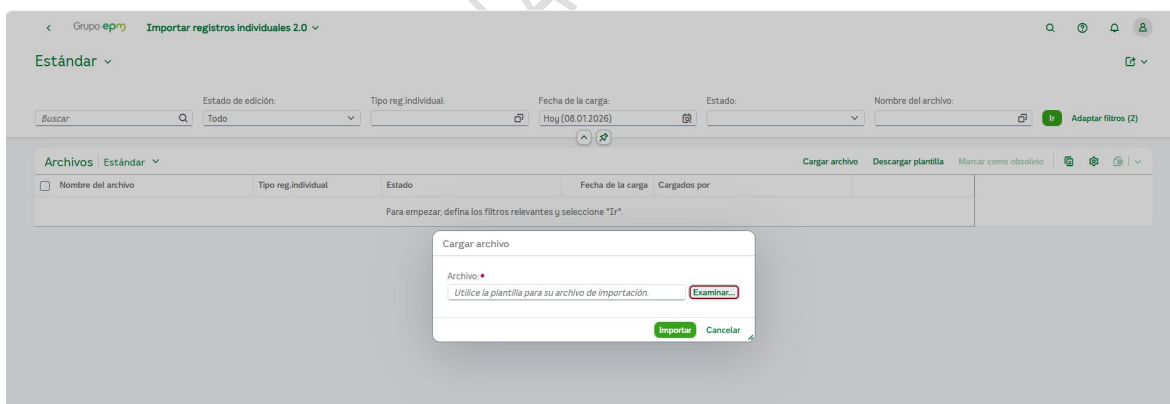 Grupo epm Importar registros individuales 2.0
Estándar
Estado de edición: Tipo reg.individual: Fecha de la carga: Estado: Nombre del archivo:
Buscar Todo Hoy (08.01.2026) Ir Adaptar filtros (2)
Archivos Estándar Cargar archivo Descargar plantilla Marcar como obsoleto
Nombre del archivo Tipo reg.individual Estado Fecha de la carga Cargados por
Para empezar, defina los filtros relevantes y seleccione "Ir".
Cargar archivo
Archivo:
Utilice la plantilla para su archivo de importación. Examinar...
Importar Cancelar